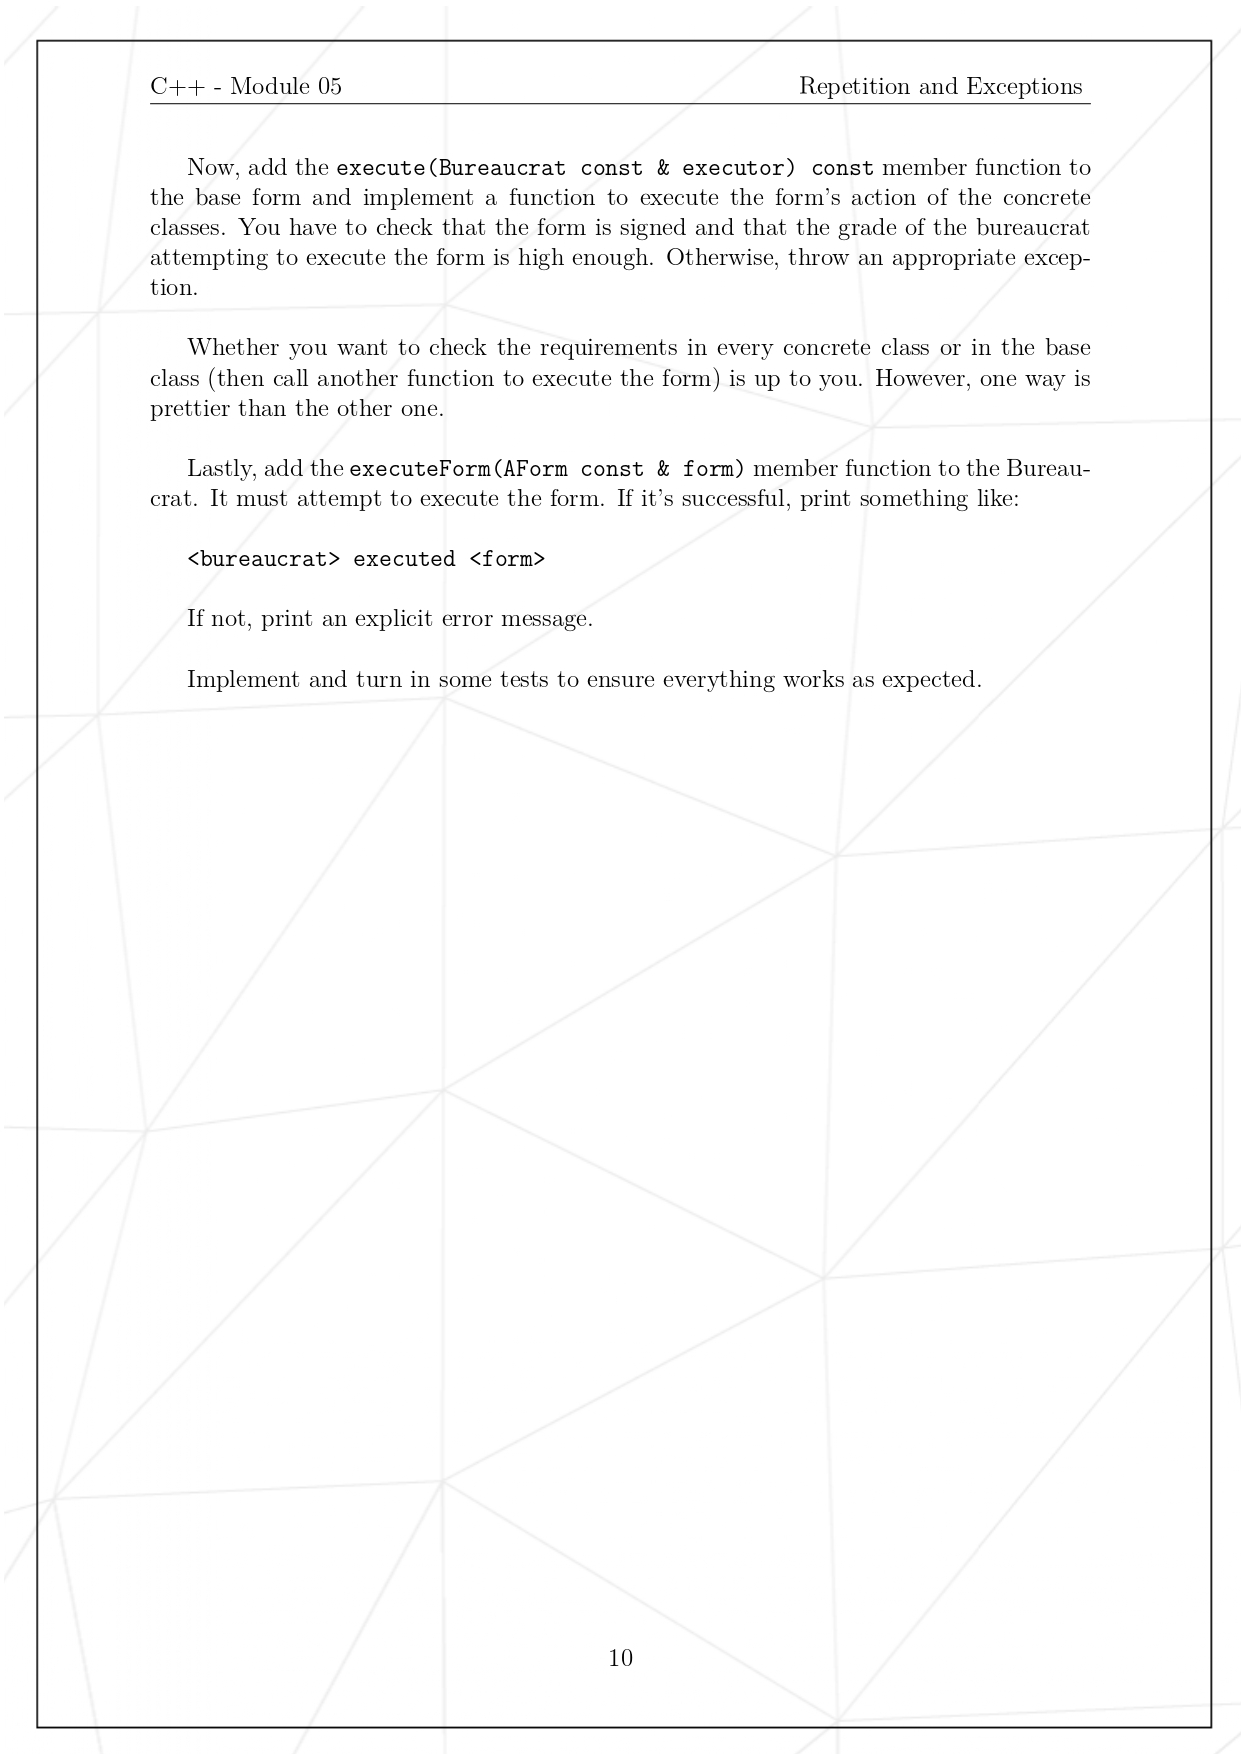 C++ - Module 05 Repetition and Exceptions
Now, add the execute(Bureaucrat const & executor) const member function to
the base form and implement a function to execute the form's action of the concrete
classes. You have to check that the form is signed and that the grade of the bureaucrat
attempting to execute the form is high enough. Otherwise, throw an appropriate excep-
tion.
Whether you want to check the requirements in every concrete class or in the base
class (then call another function to execute the form) is up to you. However, one way is
prettier than the other one.
Lastly, add the executeForm(AForm const & form) member function to the Bureau-
crat. It must attempt to execute the form. If it's successful, print something like:
<bureaucrat> executed <form>
If not, print an explicit error message.
Implement and turn in some tests to ensure everything works as expected.
10